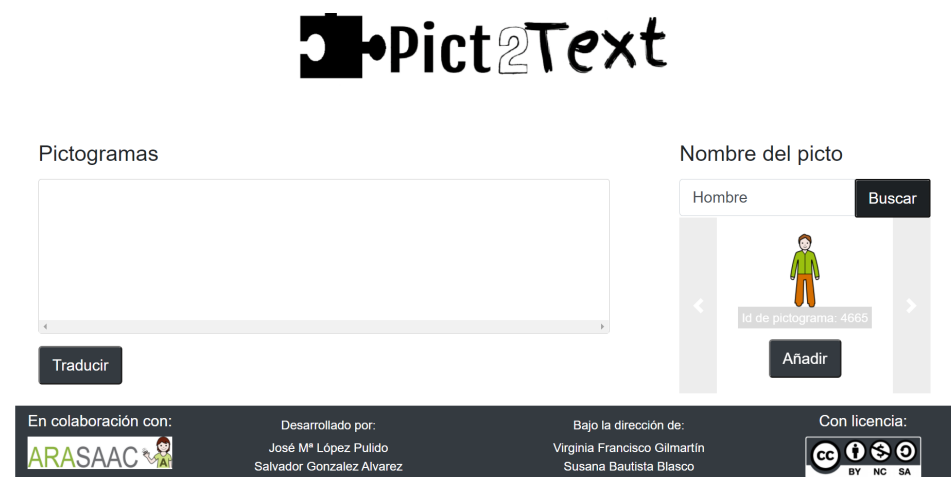 Pict2Text
Pictogramas
Nombre del picto
Hombre
Buscar
Id de pictograma: 4665
Añadir
Traducir
En colaboración con:
ARASAAC
Desarrollado por:
José Mª López Pulido
Salvador Gonzalez Alvarez
Bajo la dirección de:
Virginia Francisco Gilmartín
Susana Bautista Blasco
Con licencia:
cc
BY NC SA